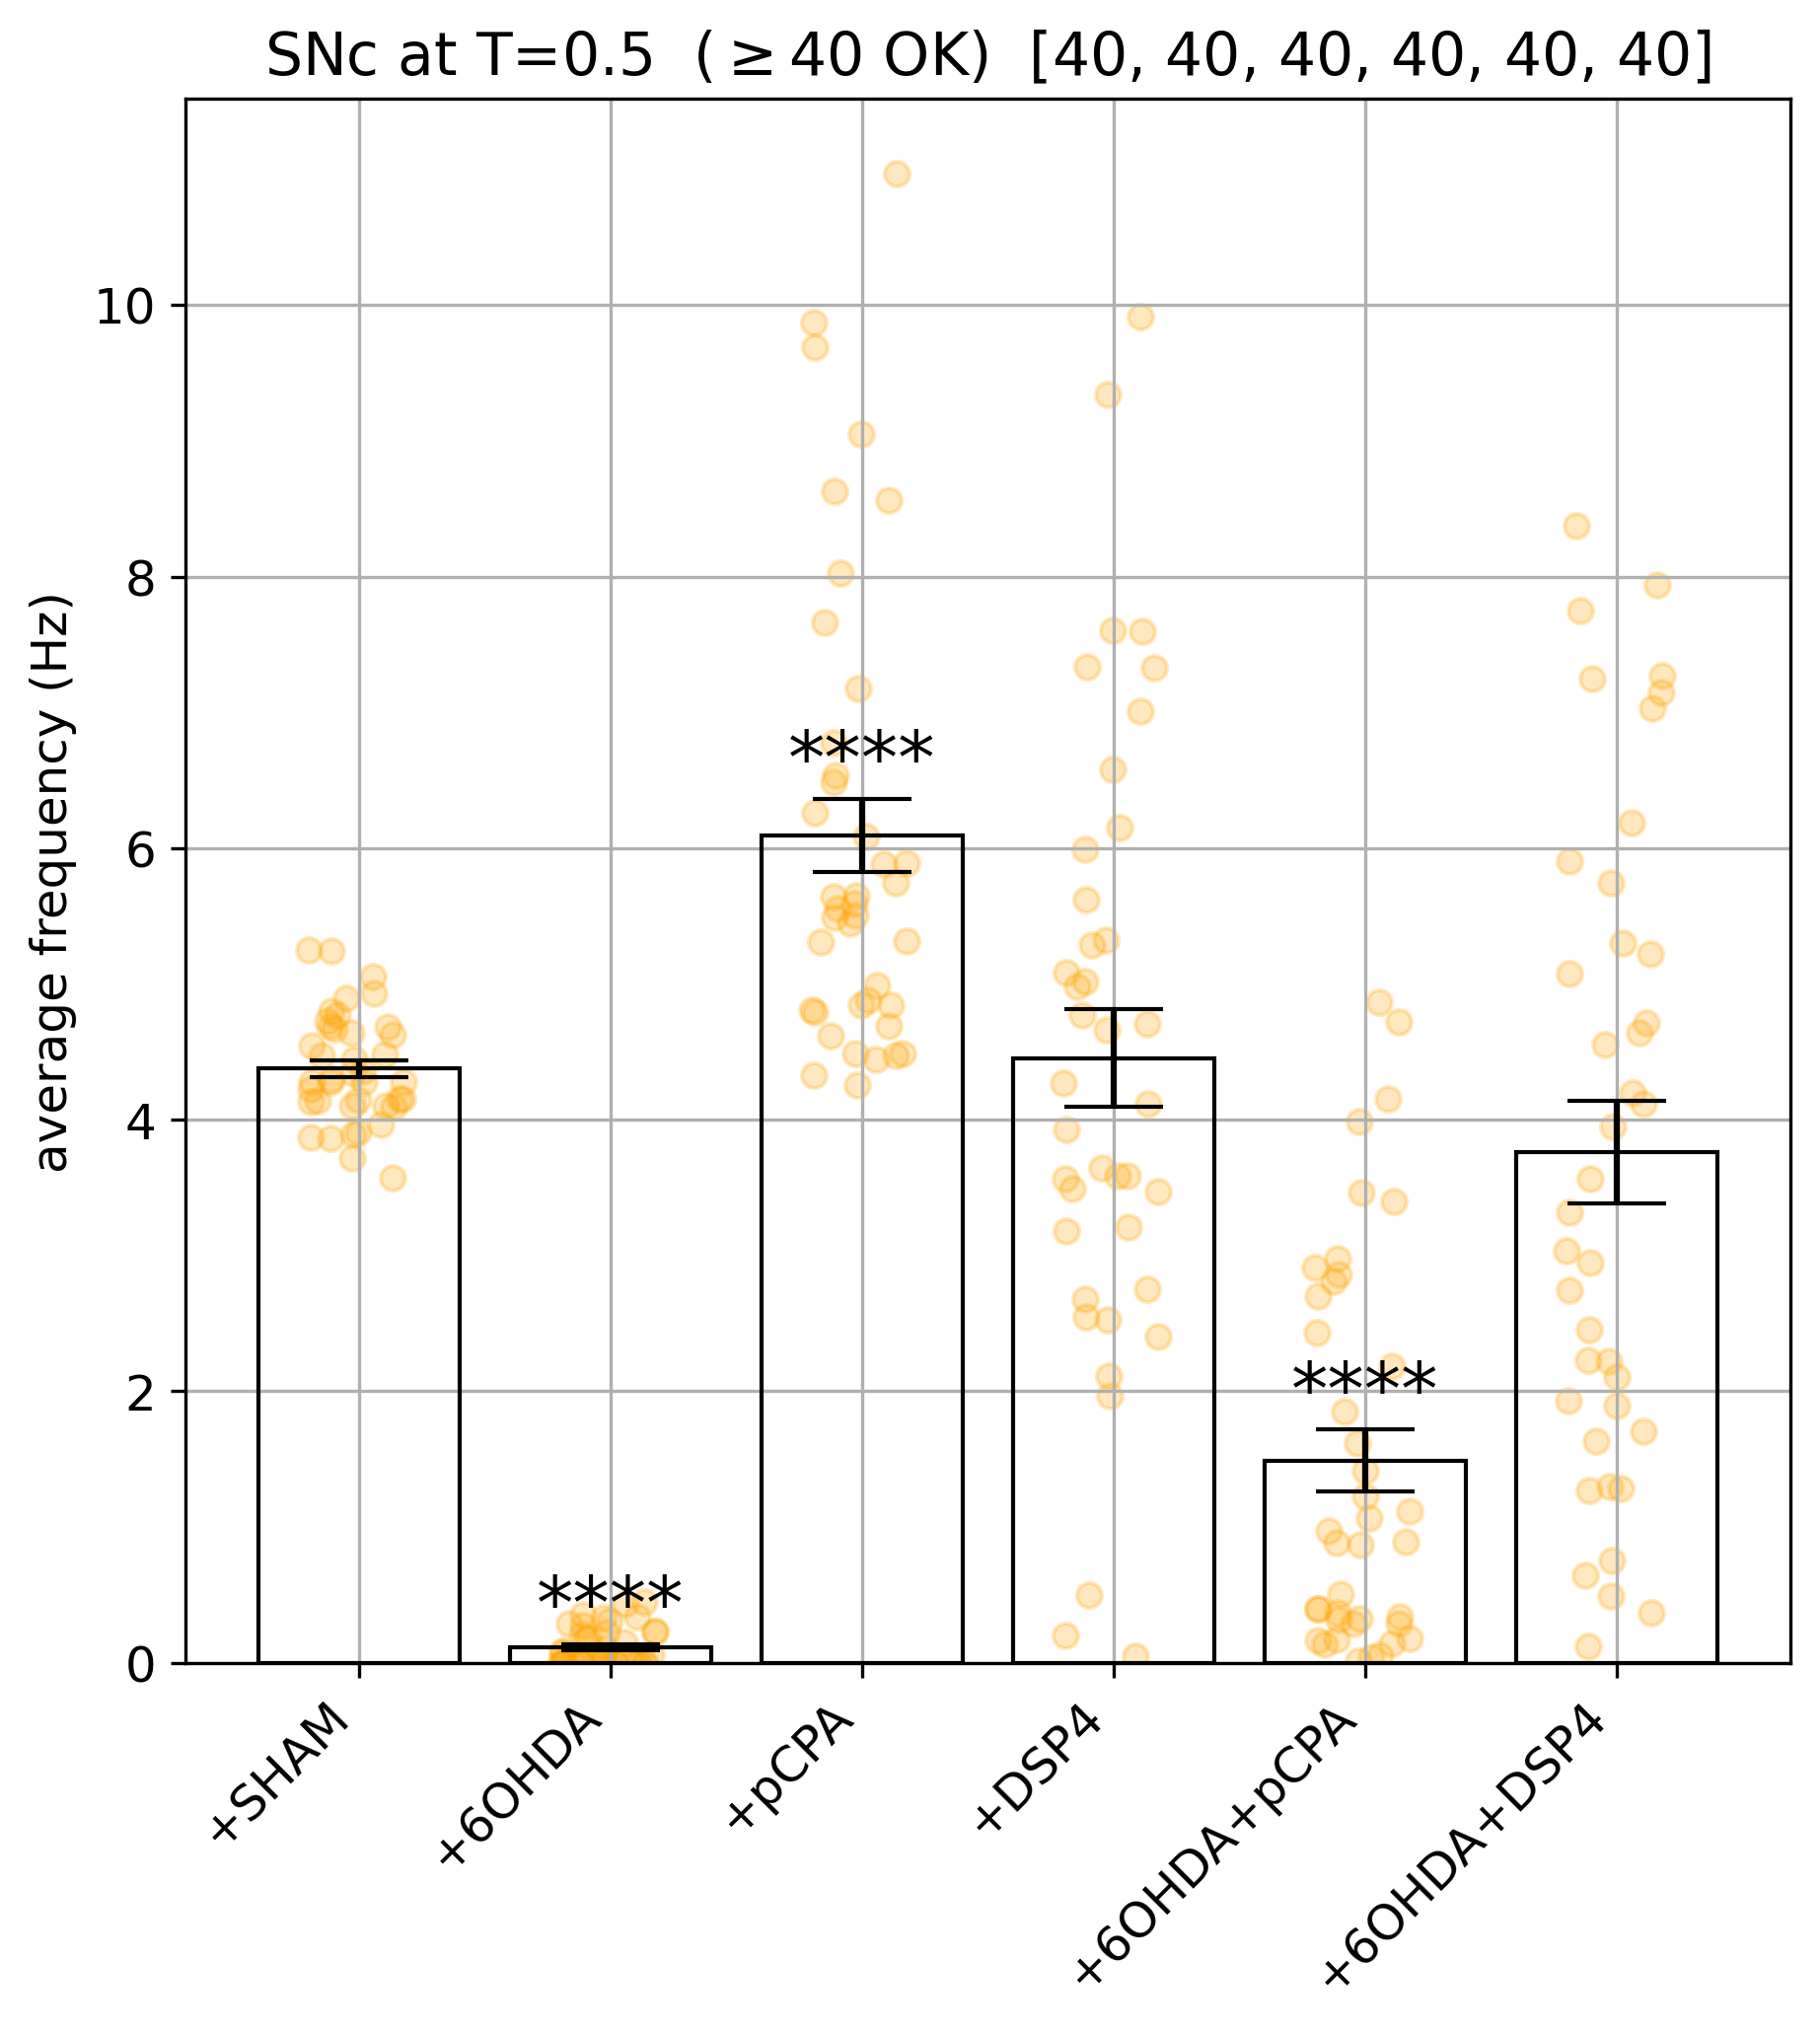 SNc at T=0.5 (≥40 OK) [40, 40, 40, 40, 40, 40]
average frequency (Hz)
10
8
6
4
2
0
****
****
****
+SHAM
+6OHDA
+pCPA
+DSP4
+6OHDA+pCPA
+6OHDA+DSP4